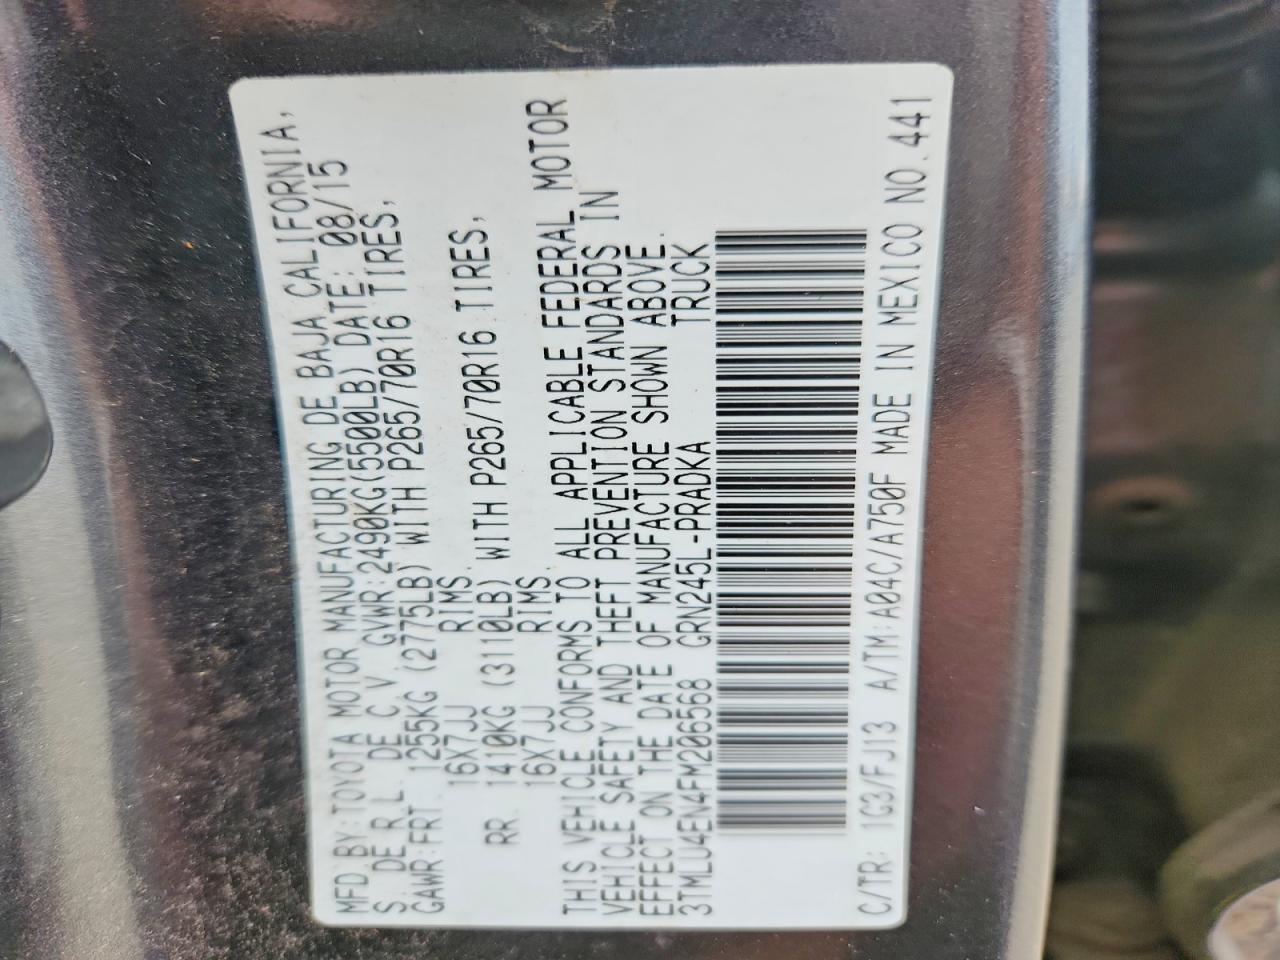 MFD BY:TOYOTA MOTOR MANUFACTURING DE BAJA CALIFORNIA,
S. DE R.L. DE C.V. GVWR:2490KG(5500LB) DATE: 08/15
GAWR:FRT. 1255KG (2775LB) WITH P265/70R16 TIRES,
16X7JJ RIMS.
RR. 1410KG (3110LB) WITH P265/70R16 TIRES,
16X7JJ RIMS
THIS VEHICLE CONFORMS TO ALL APPLICABLE FEDERAL MOTOR
VEHICLE SAFETY AND THEFT PREVENTION STANDARDS IN
EFFECT ON THE DATE OF MANUFACTURE SHOWN ABOVE.
3TMLU4EN4FM206568 GRN245L-PRADKA TRUCK
C/TR: 1G3/FJ13 A/TM:A04C/A750F MADE IN MEXICO NO.441